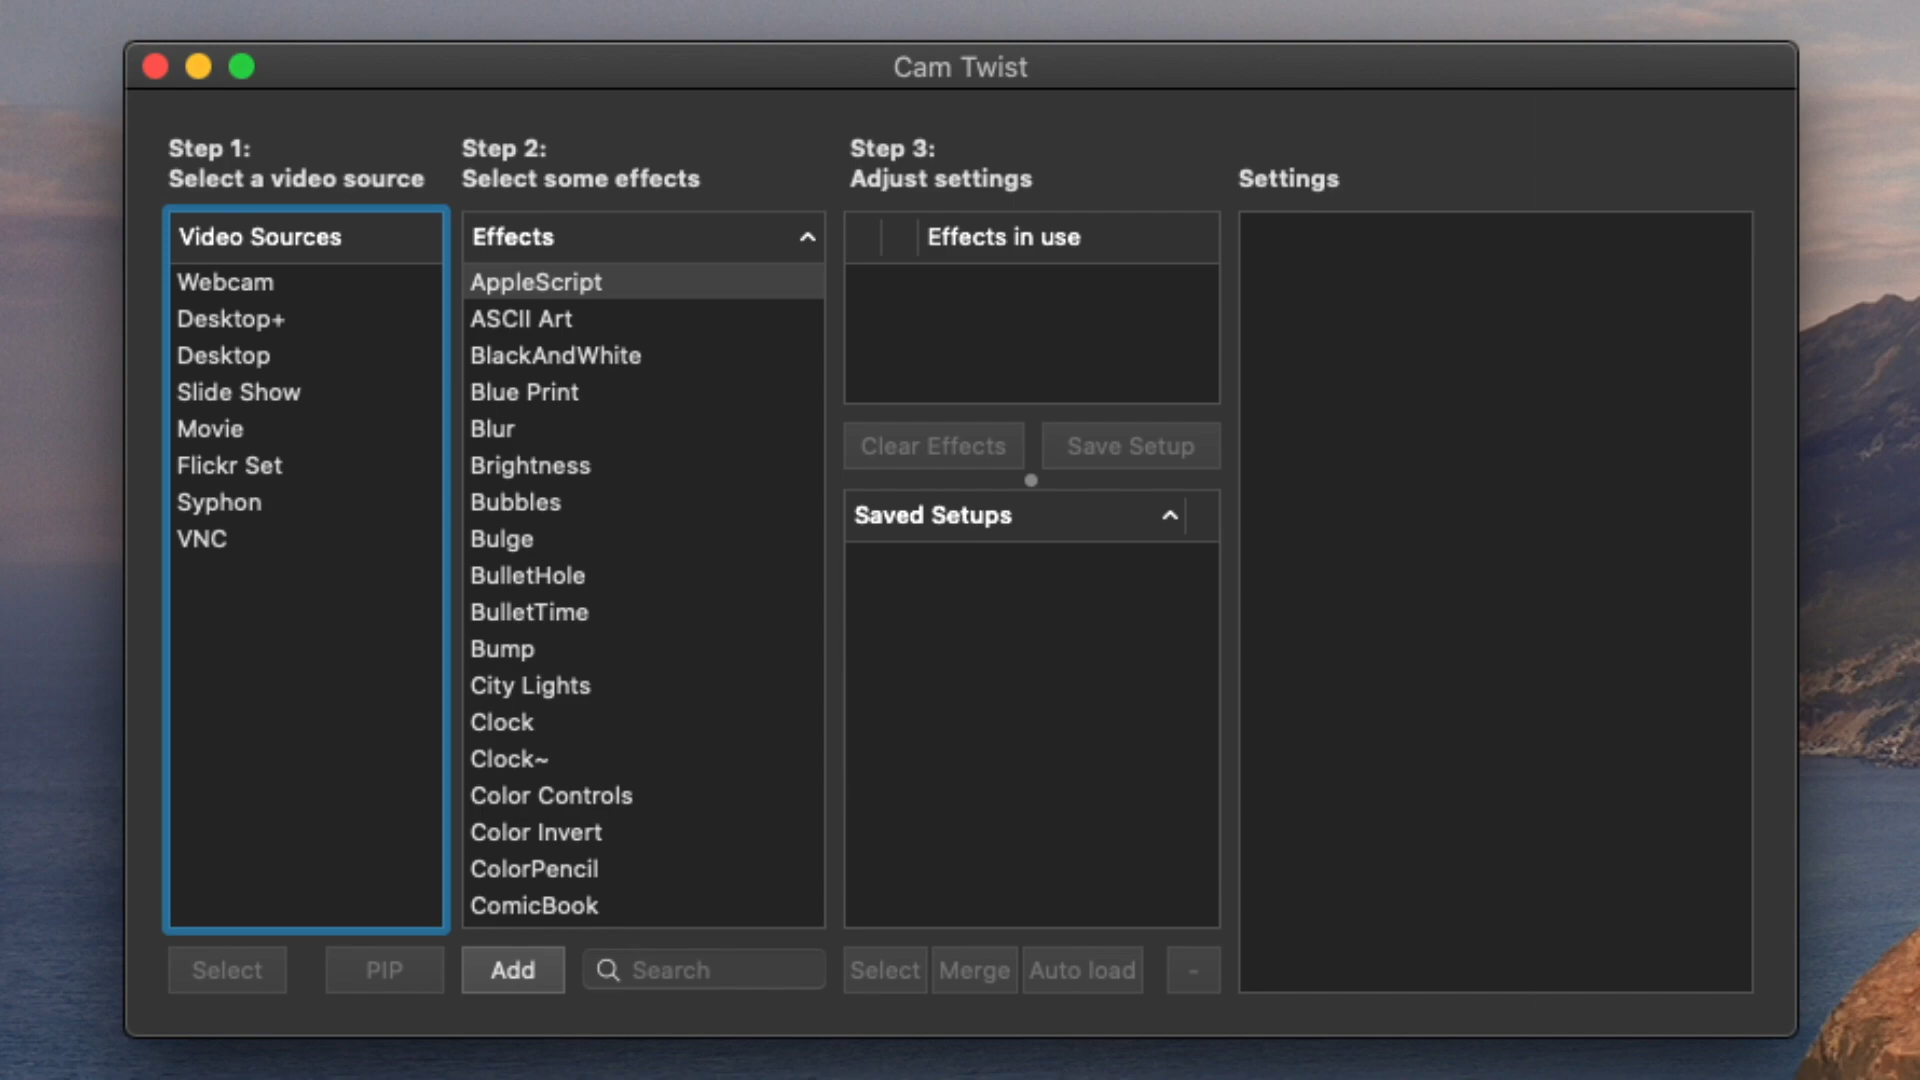 Cam Twist
Step 1:
Select a video source
Video Sources
Webcam
Desktop+
Desktop
Slide Show
Movie
Flickr Set
Syphon
VNC
Select
PIP
Step 2:
Select some effects
Effects
AppleScript
ASCII Art
BlackAndWhite
Blue Print
Blur
Brightness
Bubbles
Bulge
BulletHole
BulletTime
Bump
City Lights
Clock
Clock~
Color Controls
Color Invert
ColorPencil
ComicBook
Add
Search
Step 3:
Adjust settings
Effects in use
Clear Effects
Save Setup
Saved Setups
Select
Merge
Auto load
-
Settings